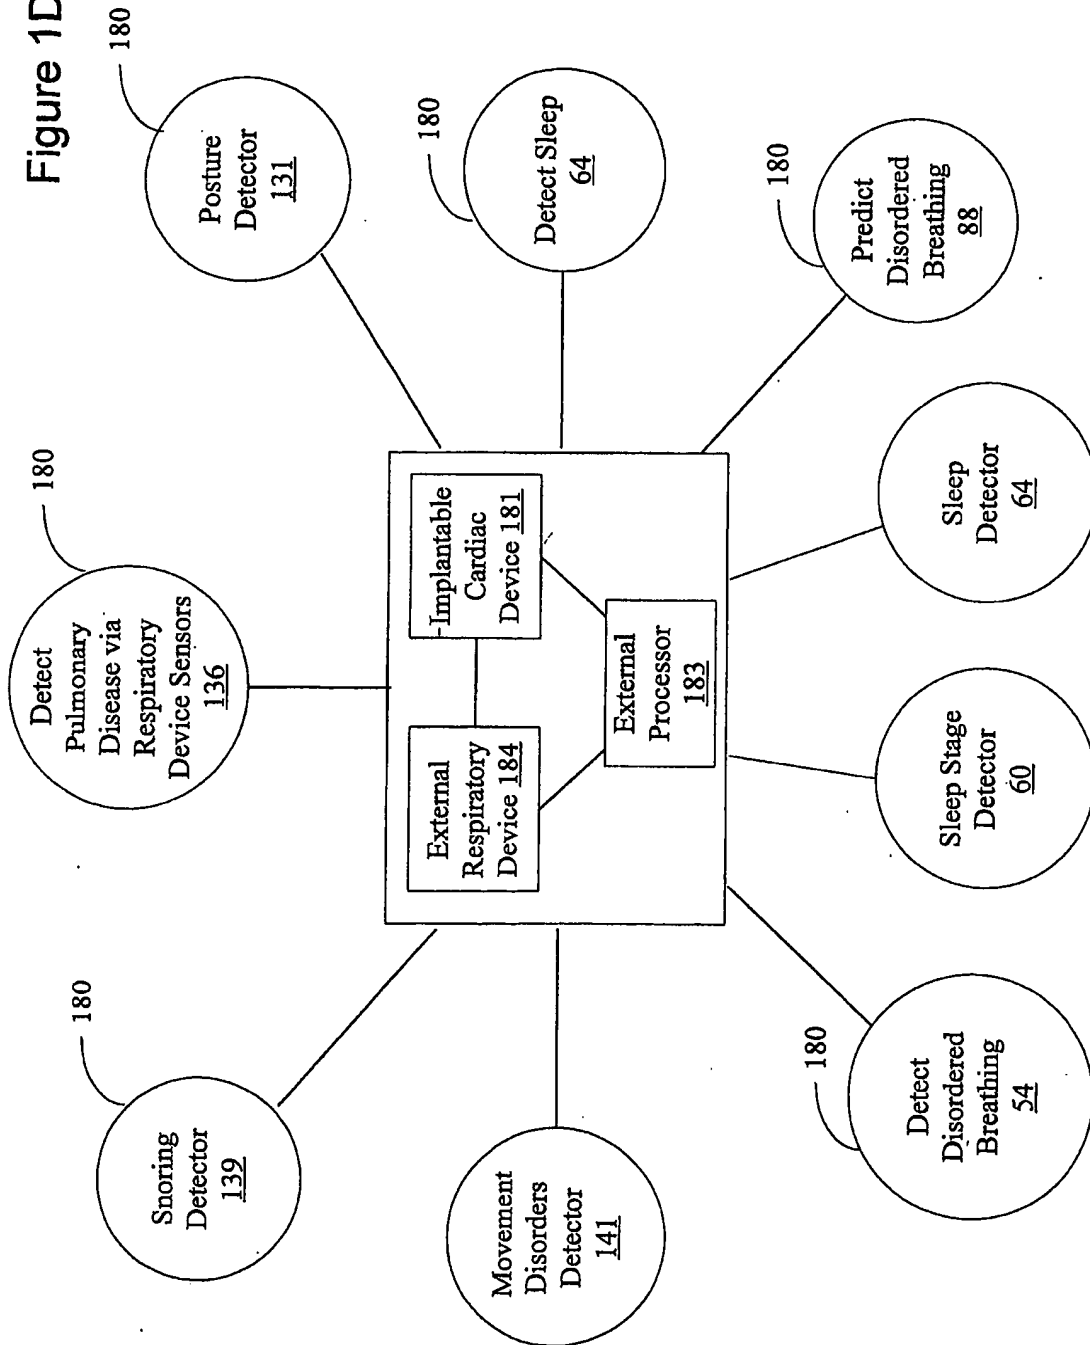 Figure 1D
180
Detect
Pulmonary
Disease via
Respiratory
Device Sensors
136
180
Posture
Detector
131
180
Detect Sleep
64
180
Predict
Disordered
Breathing
88
Sleep
Detector
64
Sleep Stage
Detector
60
180
Detect
Disordered
Breathing
54
Movement
Disorders
Detector
141
180
Snoring
Detector
139
External
Respiratory
Device 184
Implantable
Cardiac
Device 181
External
Processor
183